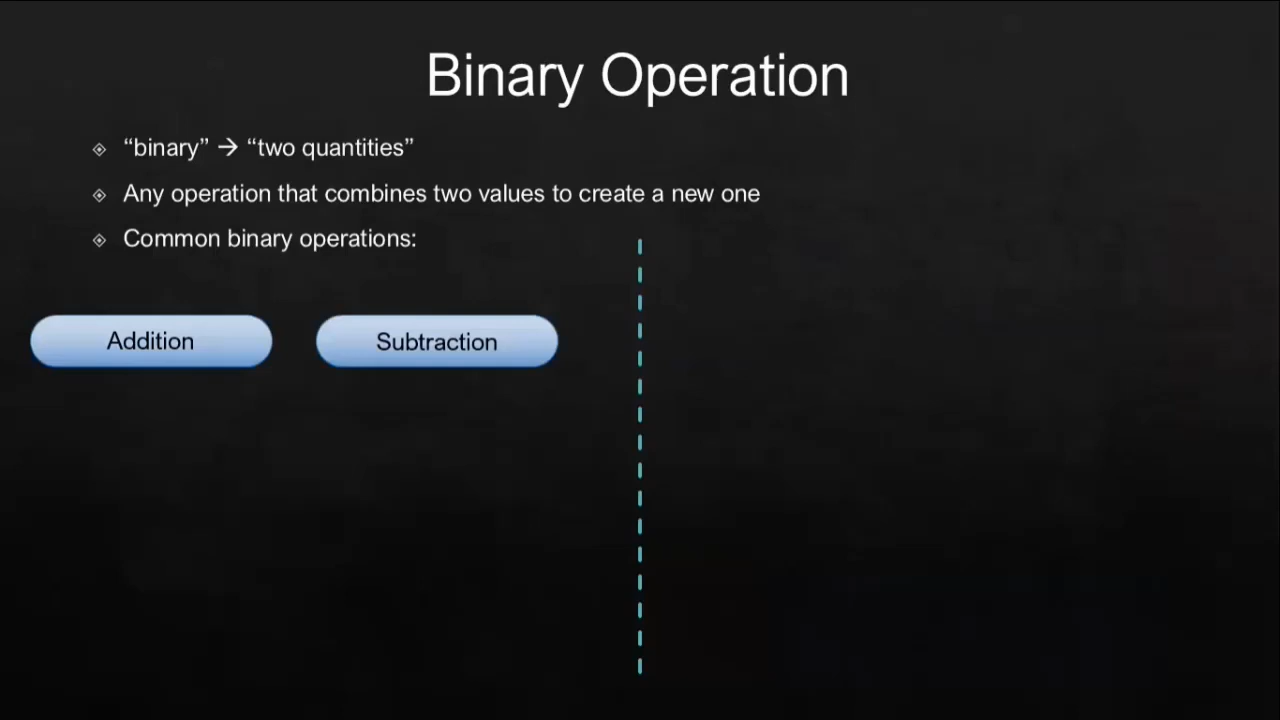 Binary Operation
“binary” → “two quantities”
Any operation that combines two values to create a new one
Common binary operations:
Addition
Subtraction